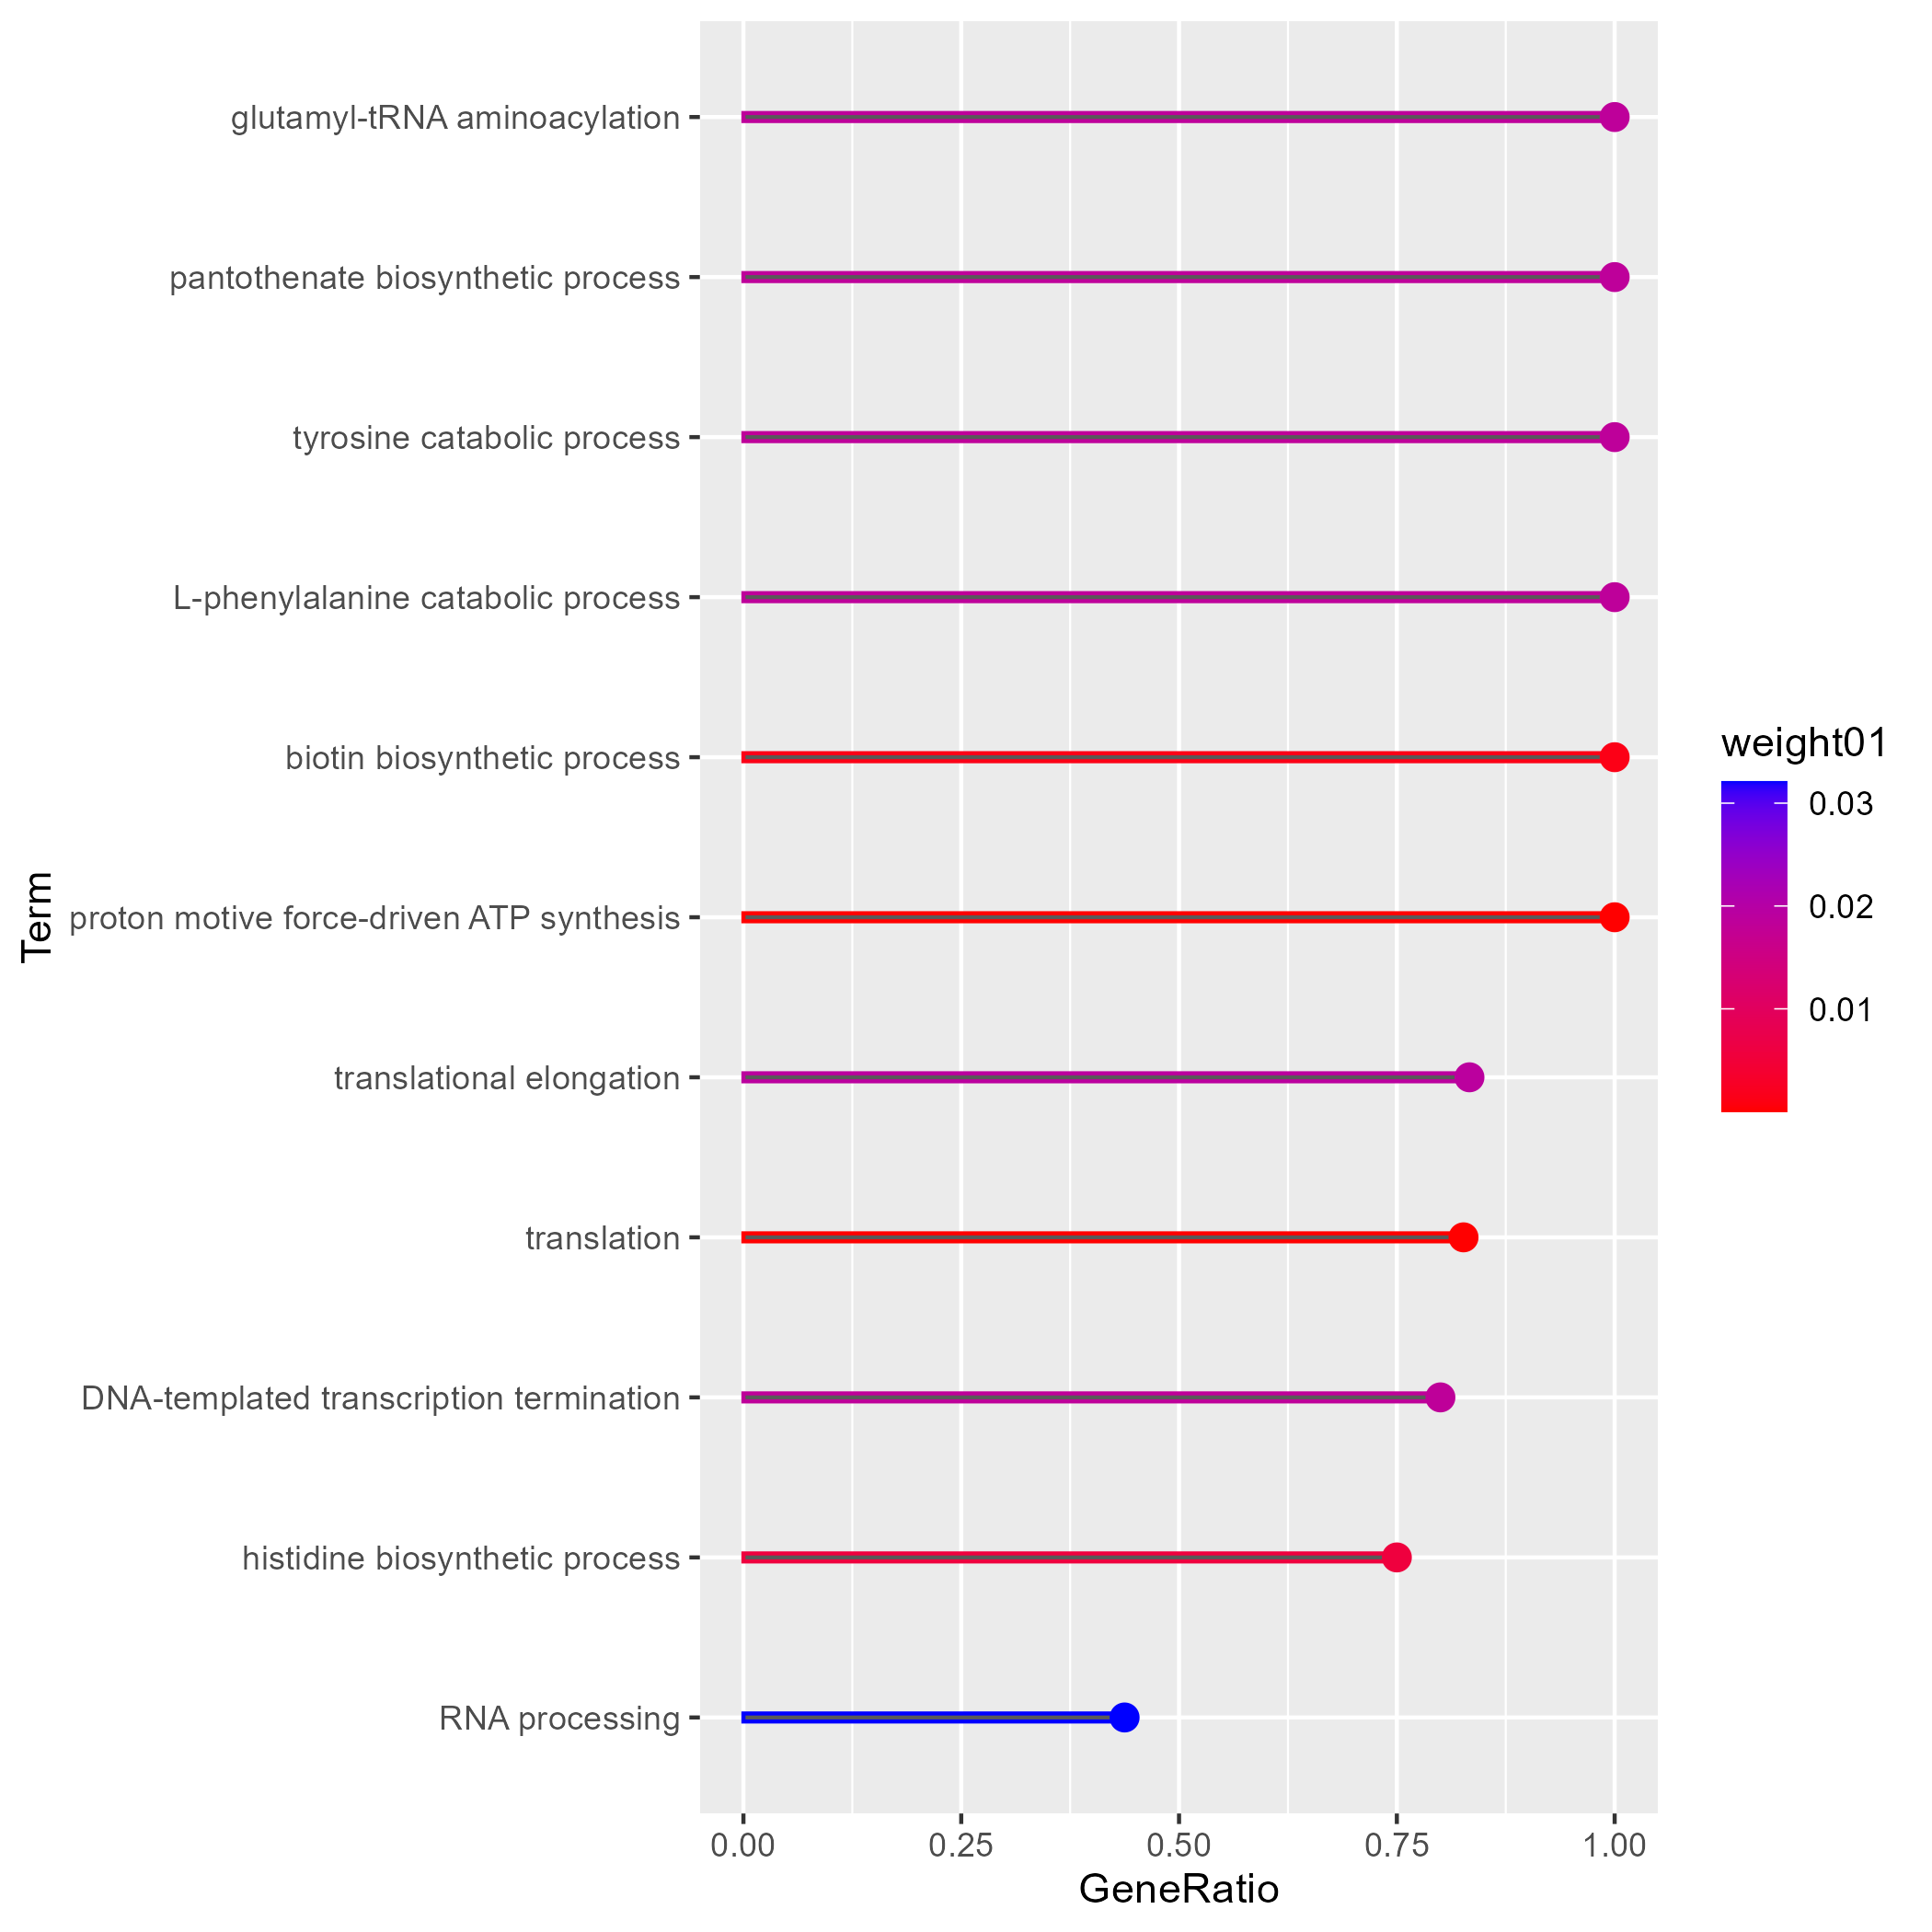 glutamyl-tRNA aminoacylation
pantothenate biosynthetic process
tyrosine catabolic process
L-phenylalanine catabolic process
biotin biosynthetic process
proton motive force-driven ATP synthesis
translational elongation
translation
DNA-templated transcription termination
histidine biosynthetic process
RNA processing
Term
0.00 0.25 0.50 0.75 1.00
GeneRatio
weight01
0.03
0.02
0.01